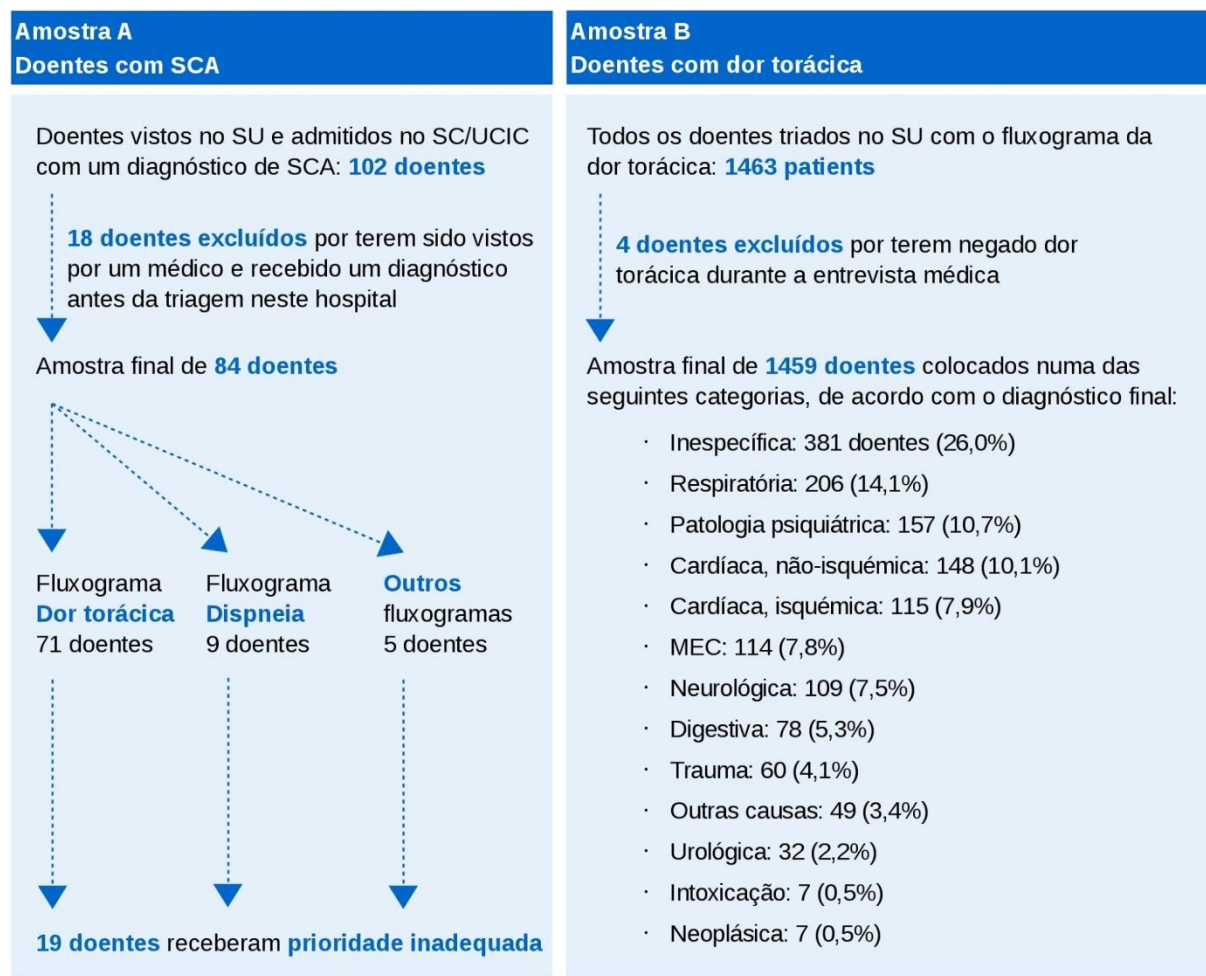 Amostra A
Doentes com SCA
Doentes vistos no SU e admitidos no SC/UCIC
com um diagnóstico de SCA: 102 doentes
18 doentes excluídos por terem sido vistos
por um médico e recebido um diagnóstico
antes da triagem neste hospital
Amostra final de 84 doentes
Fluxograma
Dor torácica
71 doentes
Fluxograma
Dispneia
9 doentes
Outros
fluxogramas
5 doentes
19 doentes receberam prioridade inadequada
Amostra B
Doentes com dor torácica
Todos os doentes triados no SU com o fluxograma da
dor torácica: 1463 patients
4 doentes excluídos por terem negado dor
torácica durante a entrevista médica
Amostra final de 1459 doentes colocados numa das
seguintes categorias, de acordo com o diagnóstico final:
· Inespecífica: 381 doentes (26,0%)
· Respiratória: 206 (14,1%)
· Patologia psiquiátrica: 157 (10,7%)
· Cardíaca, não-isquémica: 148 (10,1%)
· Cardíaca, isquémica: 115 (7,9%)
· MEC: 114 (7,8%)
· Neurológica: 109 (7,5%)
· Digestiva: 78 (5,3%)
· Trauma: 60 (4,1%)
· Outras causas: 49 (3,4%)
· Urológica: 32 (2,2%)
· Intoxicação: 7 (0,5%)
· Neoplásica: 7 (0,5%)